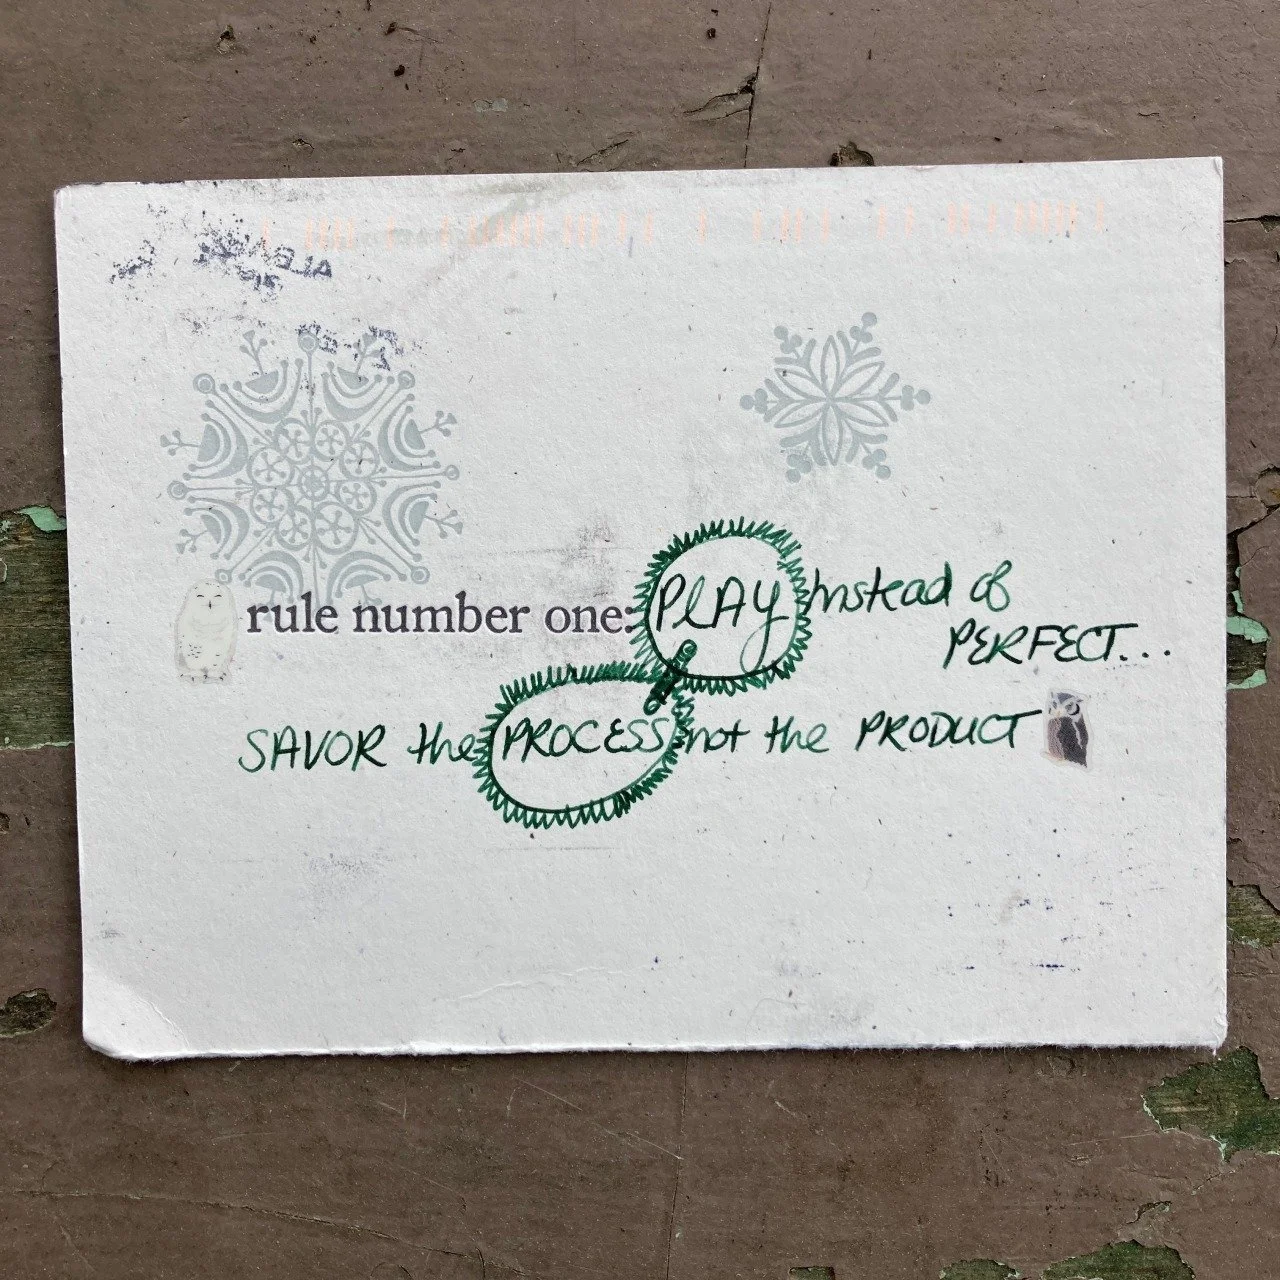 rule number one: PLAY instead of
PERFECT...
SAVOR the PROCESS not the PRODUCT